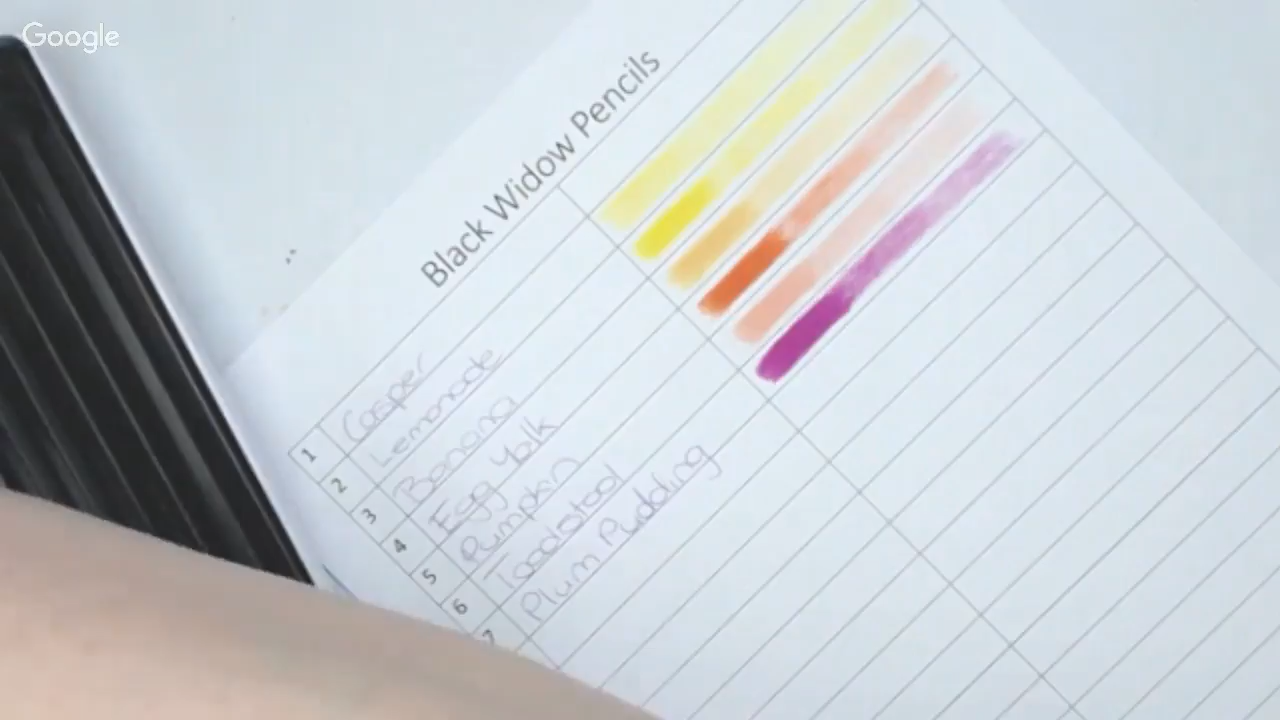 Google
Black Widow Pencils
1 Casper
2 Lemonade
3 Banana
4 Egg Yolk
5 Pumpkin
6 Toadstool
7 Plum Pudding